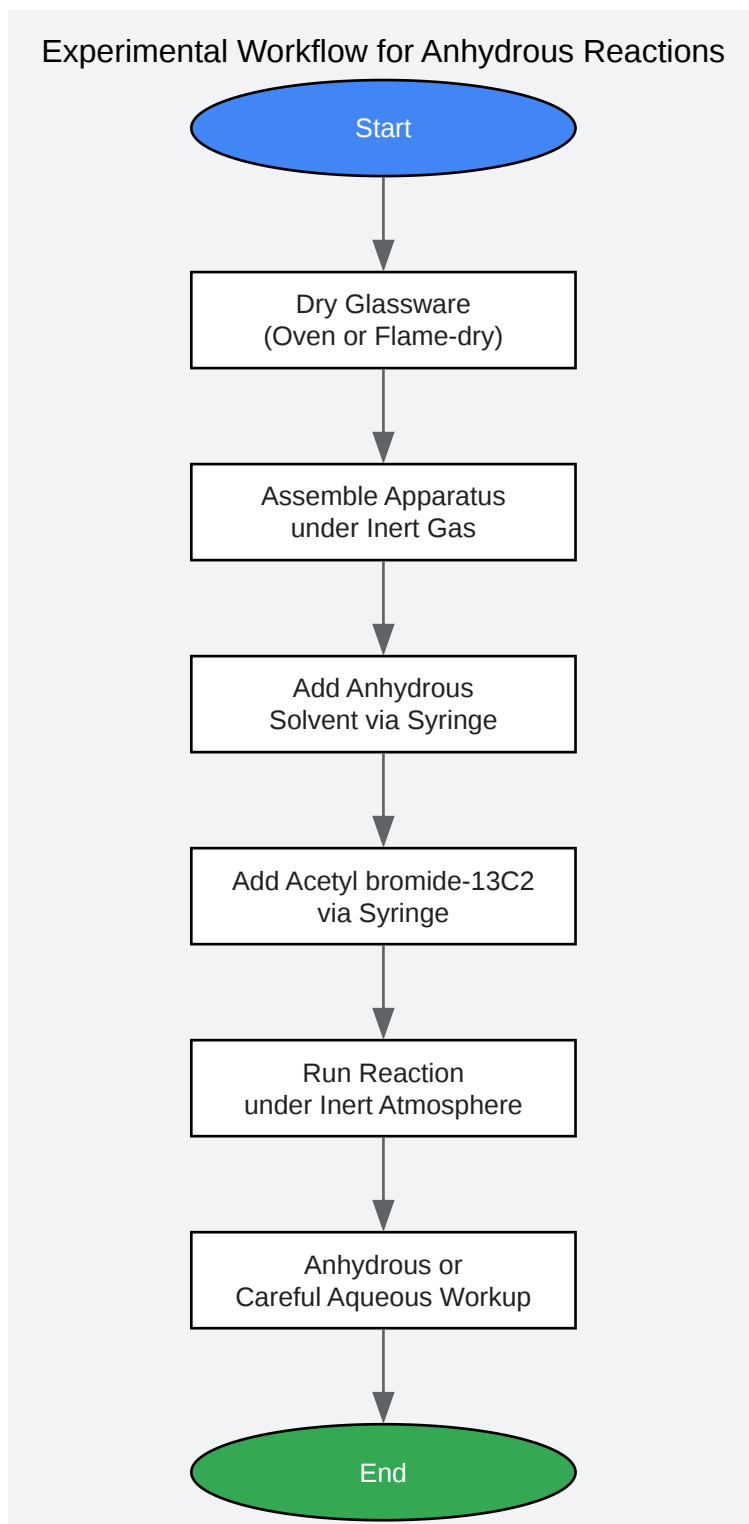 Experimental Workflow for Anhydrous Reactions
Start
Dry Glassware
(Oven or Flame-dry)
Assemble Apparatus
under Inert Gas
Add Anhydrous
Solvent via Syringe
Add Acetyl bromide-13C2
via Syringe
Run Reaction
under Inert Atmosphere
Anhydrous or
Careful Aqueous Workup
End